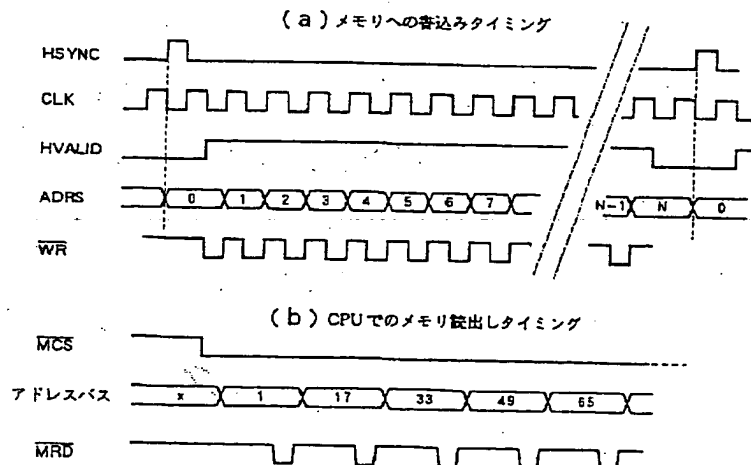 (a)メモリへの書込みタイミング
HSYNC
CLK
HVALID
ADRS 0 1 2 3 4 5 6 7 N-1 N 0
WR
(b)CPUでのメモリ読出しタイミング
MCS
アドレスバス x 1 17 33 49 65
MRD